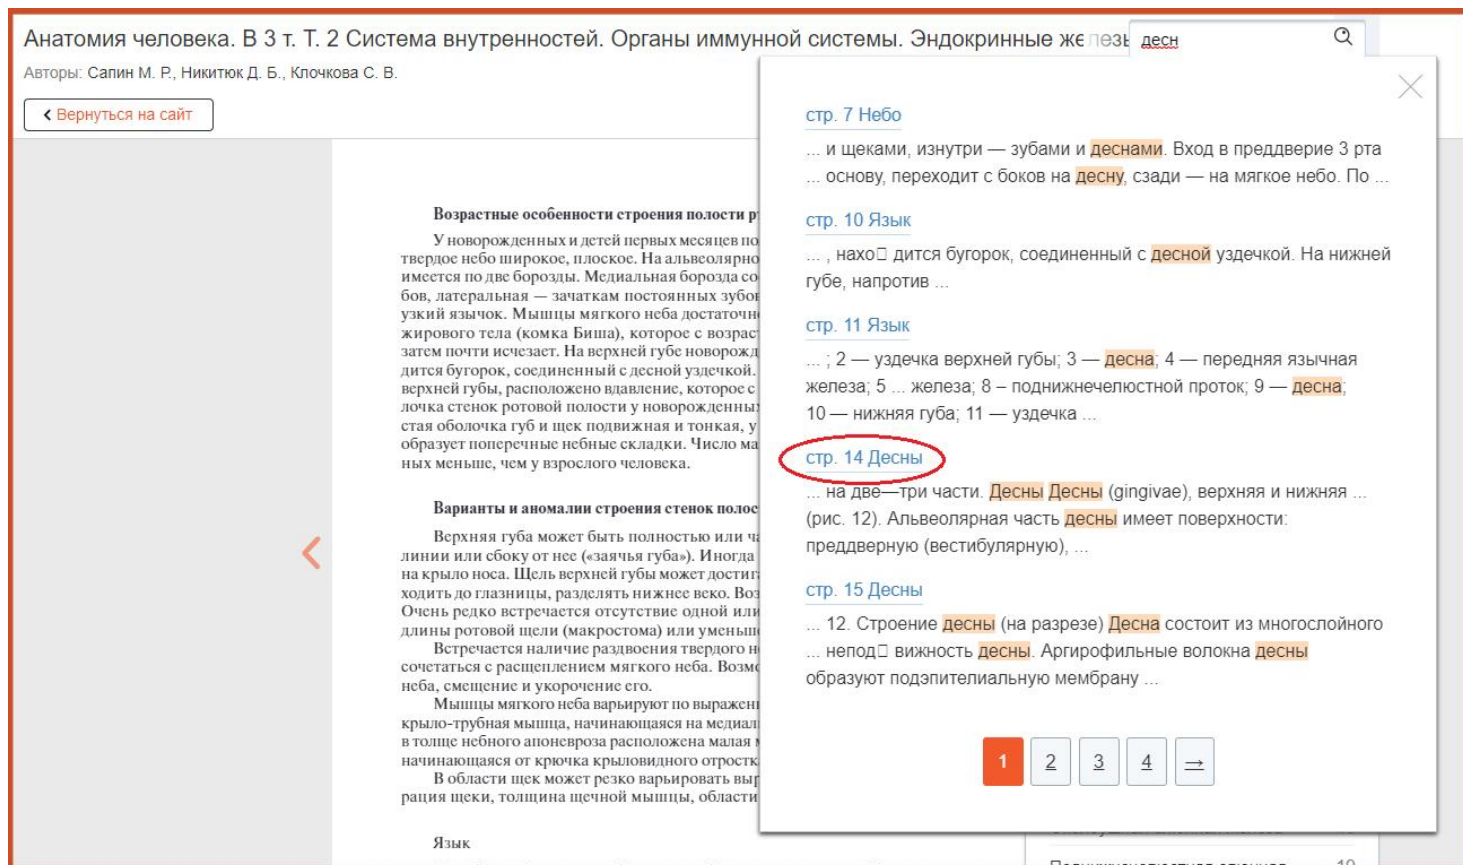 Анатомия человека. В 3 т. Т. 2 Система внутренностей. Органы иммунной системы. Эндокринные железы
десн
Авторы: Сапин М. Р., Никитюк Д. Б., Клочкова С. В.
Вернуться на сайт
Возрастные особенности строения полости
У новорожденных и детей первых месяцев
твердое небо широкое, плоское. На
имеется по две борозды. Медиальная борозда
бов, латеральная — зачаткам постоянных
узкий язычок. Мышцы мягкого неба
жирового тела (комка Биша), которое с
затем почти исчезает. На верхней губе
дится бугорок, соединенный с десной уздечкой.
верхней губы, расположено вдавление, которое с
лочка стенок ротовой полости у
стая оболочка губ и щек подвижная и тонкая, у
образует поперечные небные складки. Число
ных меньше, чем у взрослого человека.
Варианты и аномалии строения стенок
Верхняя губа может быть полностью или
линии или сбоку от нее («заячья губа»). Иногда
на крыло носа. Щель верхней губы может
ходить до глазницы, разделять нижнее веко.
Очень редко встречается отсутствие одной или
длины ротовой щели (макростома) или
Встречается наличие раздвоения твердого
сочетаться с расщеплением мягкого неба.
неба, смещение и укорочение его.
Мышцы мягкого неба варьируют по
крыло-трубная мышца, начинающаяся на
в толще небного апоневроза расположена малая
начинающаяся от крючка крыловидного
В области щек может резко варьировать
рация щеки, толщина щечной мышцы, области
Язык
стр. 7 Небо
... и щеками, изнутри — зубами и деснами. Вход в преддверие 3 рта
... основу, переходит с боков на десну, сзади — на мягкое небо. По ...
стр. 10 Язык
... , нахо дится бугорок, соединенный с десной уздечкой. На нижней
губе, напротив ...
стр. 11 Язык
... ; 2 — уздечка верхней губы; 3 — десна; 4 — передняя язычная
железа; 5 ... железа; 8 – поднижнечелюстной проток; 9 — десна;
10 — нижняя губа; 11 — уздечка ...
стр. 14 Десны
... на две—три части. Десны Десны (gingivae), верхняя и нижняя ...
(рис. 12). Альвеолярная часть десны имеет поверхности:
преддверную (вестибулярную), ...
стр. 15 Десны
... 12. Строение десны (на разрезе) Десна состоит из многослойного
... непод вижность десны. Аргирофильные волокна десны
образуют подэпителиальную мембрану ...
1 2 3 4 →